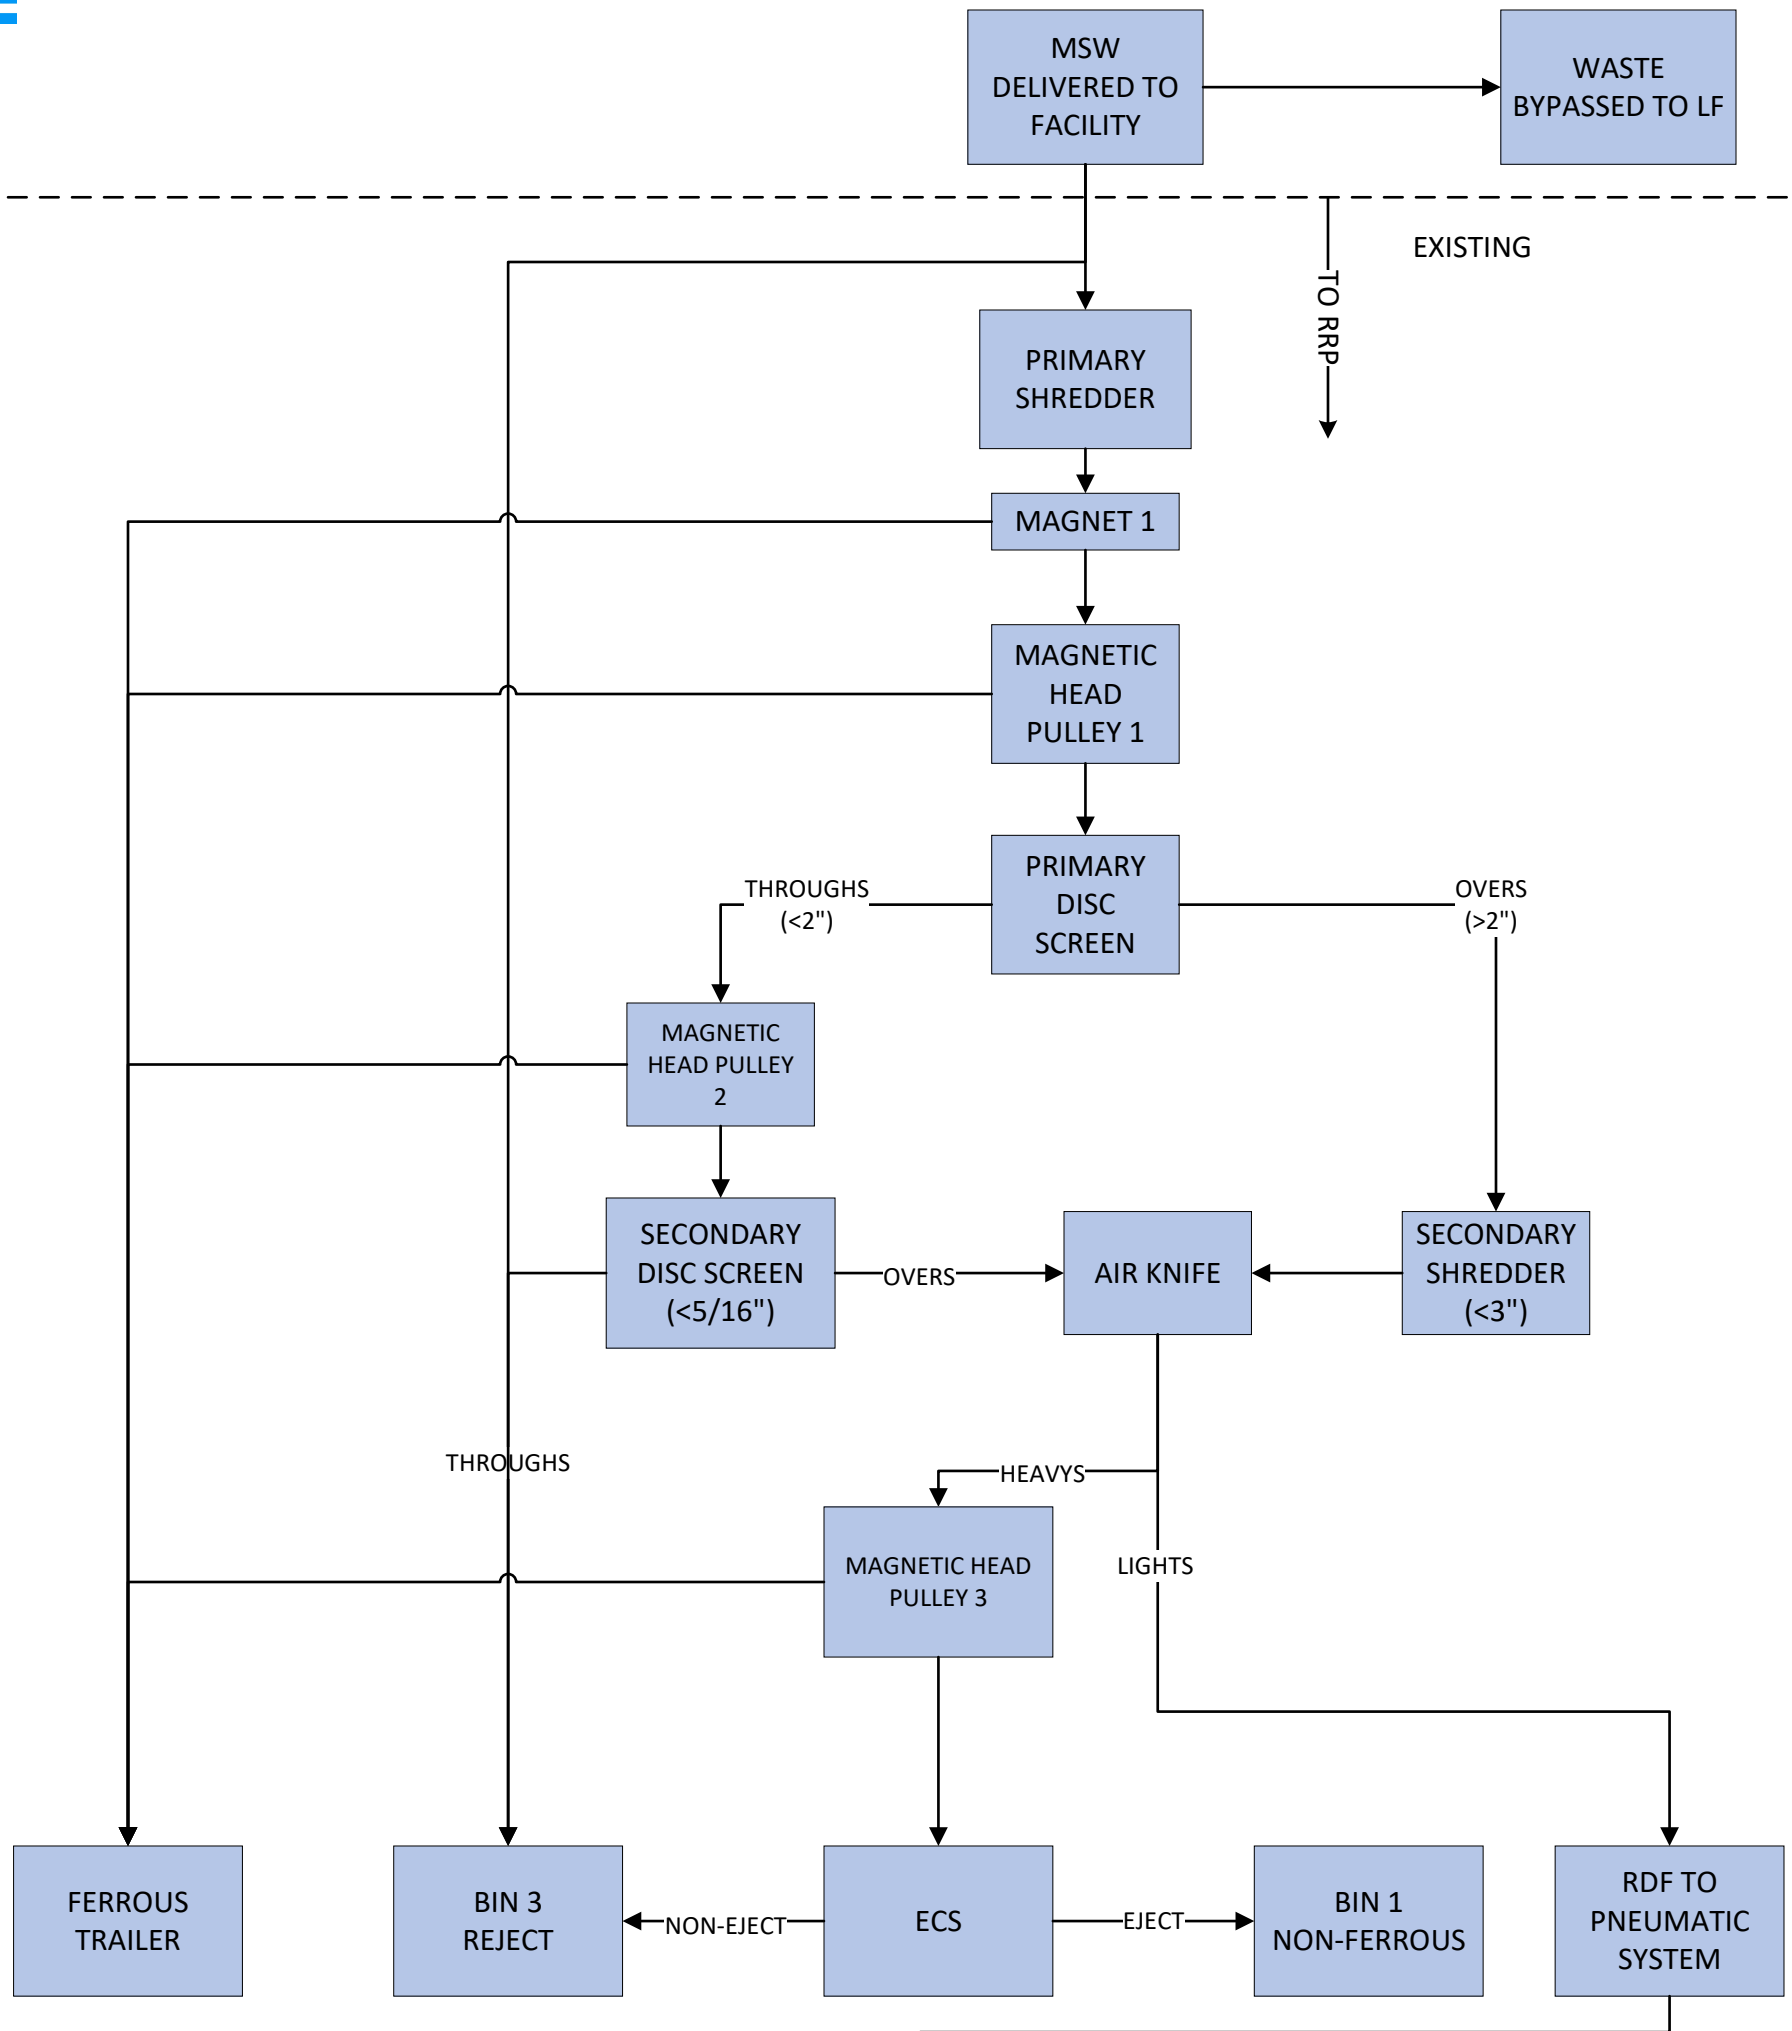 MSW
DELIVERED TO
FACILITY
WASTE
BYPASSED TO LF
EXISTING
TO RRP
PRIMARY
SHREDDER
MAGNET 1
MAGNETIC
HEAD
PULLEY 1
PRIMARY
DISC
SCREEN
THROUGHS
(<2")
OVERS
(>2")
MAGNETIC
HEAD PULLEY
2
SECONDARY
DISC SCREEN
(<5/16")
OVERS
AIR KNIFE
SECONDARY
SHREDDER
(<3")
THROUGHS
HEAVYS
MAGNETIC HEAD
PULLEY 3
LIGHTS
FERROUS
TRAILER
BIN 3
REJECT
NON-EJECT
ECS
EJECT
BIN 1
NON-FERROUS
RDF TO
PNEUMATIC
SYSTEM